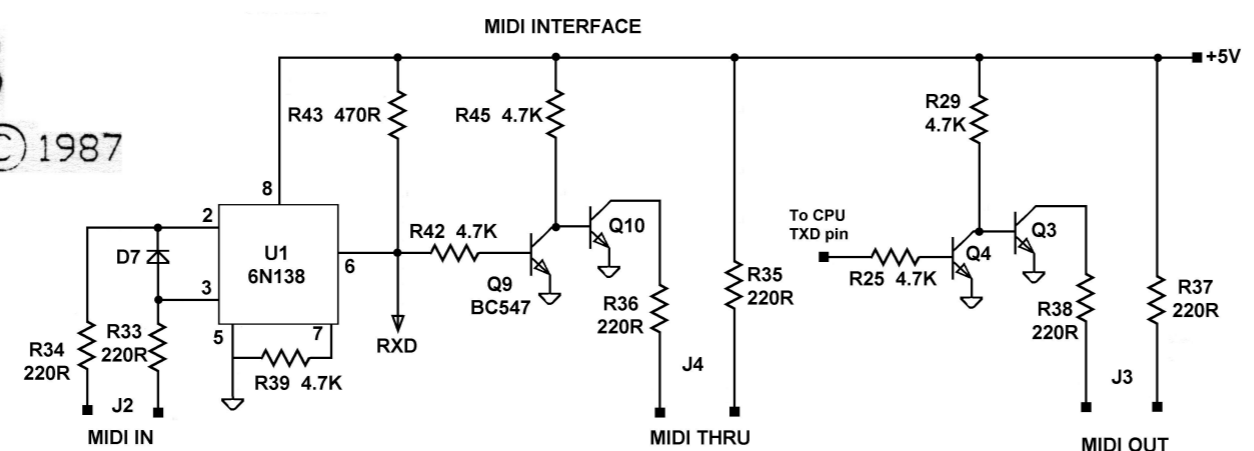 MIDI INTERFACE
+5V
© 1987
R43 470R
R45 4.7K
R29
4.7K
8
2
U1
6N138
6
D7
3
5
7
R42 4.7K
Q9
BC547
Q10
To CPU
TXD pin
R25 4.7K
Q4
Q3
R34
220R
R33
220R
R39 4.7K
RXD
R36
220R
R35
220R
R38
220R
R37
220R
J2
J4
J3
MIDI IN
MIDI THRU
MIDI OUT